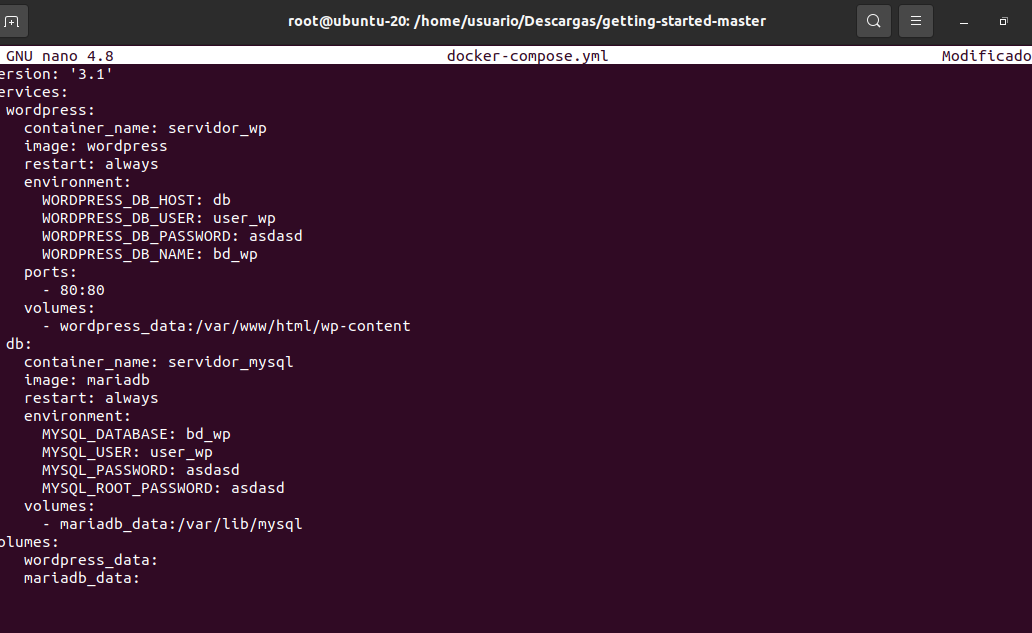 root@ubuntu-20: /home/usuario/Descargas/getting-started-master
GNU nano 4.8 docker-compose.yml Modificado
ersion: '3.1'
ervices:
wordpress:
container_name: servidor_wp
image: wordpress
restart: always
environment:
WORDPRESS_DB_HOST: db
WORDPRESS_DB_USER: user_wp
WORDPRESS_DB_PASSWORD: asdasd
WORDPRESS_DB_NAME: bd_wp
ports:
- 80:80
volumes:
- wordpress_data:/var/www/html/wp-content
db:
container_name: servidor_mysql
image: mariadb
restart: always
environment:
MYSQL_DATABASE: bd_wp
MYSQL_USER: user_wp
MYSQL_PASSWORD: asdasd
MYSQL_ROOT_PASSWORD: asdasd
volumes:
- mariadb_data:/var/lib/mysql
olumes:
wordpress_data:
mariadb_data: